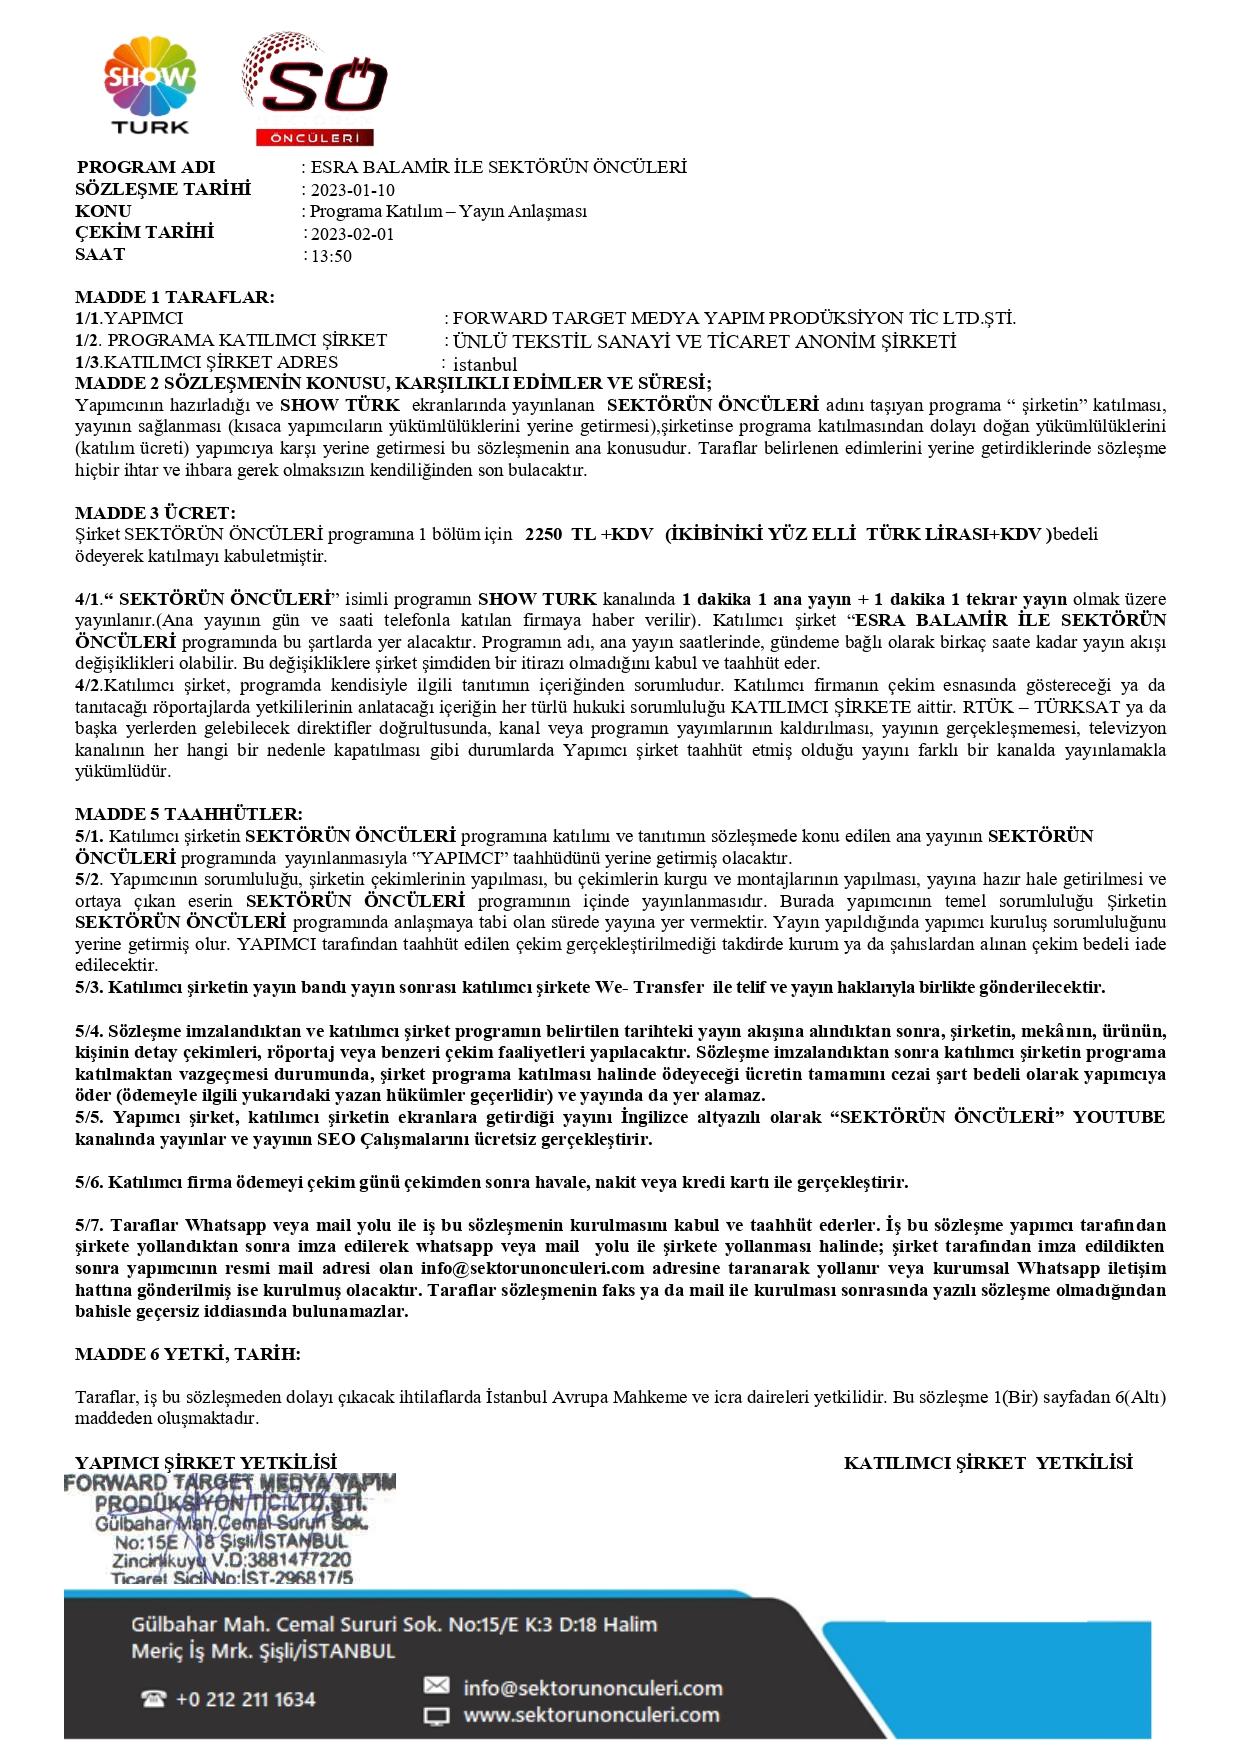 SHOW
TURK
SÖ
ÖNCÜLERİ
PROGRAM ADI : ESRA BALAMİR İLE SEKTÖRÜN ÖNCÜLERİ
SÖZLEŞME TARİHİ : 2023-01-10
KONU : Programa Katılım – Yayın Anlaşması
ÇEKİM TARİHİ : 2023-02-01
SAAT : 13:50
MADDE 1 TARAFLAR:
1/1.YAPIMCI : FORWARD TARGET MEDYA YAPIM PRODÜKSİYON TİC LTD.ŞTİ.
1/2. PROGRAMA KATILIMCI ŞİRKET : ÜNLÜ TEKSTİL SANAYİ VE TİCARET ANONİM ŞİRKETİ
1/3.KATILIMCI ŞİRKET ADRES : istanbul
MADDE 2 SÖZLEŞMENİN KONUSU, KARŞILIKLI EDİMLER VE SÜRESİ;
Yapımcının hazırladığı ve SHOW TÜRK ekranlarında yayınlanan SEKTÖRÜN ÖNCÜLERİ adını taşıyan programa “ şirketin” katılması,
yayının sağlanması (kısaca yapımcıların yükümlülüklerini yerine getirmesi),şirketinse programa katılmasından dolayı doğan yükümlülüklerini
(katılım ücreti) yapımcıya karşı yerine getirmesi bu sözleşmenin ana konusudur. Taraflar belirlenen edimlerini yerine getirdiklerinde sözleşme
hiçbir ihtar ve ihbara gerek olmaksızın kendiliğinden son bulacaktır.
MADDE 3 ÜCRET:
Şirket SEKTÖRÜN ÖNCÜLERİ programına 1 bölüm için 2250 TL +KDV (İKİBİNİKİ YÜZ ELLİ TÜRK LİRASI+KDV )bedeli
ödeyerek katılmayı kabuletmiştir.
4/1.“ SEKTÖRÜN ÖNCÜLERİ” isimli programın SHOW TURK kanalında 1 dakika 1 ana yayın + 1 dakika 1 tekrar yayın olmak üzere
yayınlanır.(Ana yayının gün ve saati telefonla katılan firmaya haber verilir). Katılımcı şirket “ESRA BALAMİR İLE SEKTÖRÜN
ÖNCÜLERİ programında bu şartlarda yer alacaktır. Programın adı, ana yayın saatlerinde, gündeme bağlı olarak birkaç saate kadar yayın akışı
değişiklikleri olabilir. Bu değişikliklere şirket şimdiden bir itirazı olmadığını kabul ve taahhüt eder.
4/2.Katılımcı şirket, programda kendisiyle ilgili tanıtımın içeriğinden sorumludur. Katılımcı firmanın çekim esnasında göstereceği ya da
tanıtacağı röportajlarda yetkililerinin anlatacağı içeriğin her türlü hukuki sorumluluğu KATILIMCI ŞİRKETE aittir. RTÜK – TÜRKSAT ya da
başka yerlerden gelebilecek direktifler doğrultusunda, kanal veya programın yayımlarının kaldırılması, yayının gerçekleşmemesi, televizyon
kanalının her hangi bir nedenle kapatılması gibi durumlarda Yapımcı şirket taahhüt etmiş olduğu yayını farklı bir kanalda yayınlamakla
yükümlüdür.
MADDE 5 TAAHHÜTLER:
5/1. Katılımcı şirketin SEKTÖRÜN ÖNCÜLERİ programına katılımı ve tanıtımın sözleşmede konu edilen ana yayının SEKTÖRÜN
ÖNCÜLERİ programında yayınlanmasıyla “YAPIMCI” taahhüdünü yerine getirmiş olacaktır.
5/2. Yapımcının sorumluluğu, şirketin çekimlerinin yapılması, bu çekimlerin kurgu ve montajlarının yapılması, yayına hazır hale getirilmesi ve
ortaya çıkan eserin SEKTÖRÜN ÖNCÜLERİ programının içinde yayınlanmasıdır. Burada yapımcının temel sorumluluğu Şirketin
SEKTÖRÜN ÖNCÜLERİ programında anlaşmaya tabi olan sürede yayına yer vermektir. Yayın yapıldığında yapımcı kuruluş sorumluluğunu
yerine getirmiş olur. YAPIMCI tarafından taahhüt edilen çekim gerçekleştirilmediği takdirde kurum ya da şahıslardan alınan çekim bedeli iade
edilecektir.
5/3. Katılımcı şirketin yayın bandı yayın sonrası katılımcı şirkete We- Transfer ile telif ve yayın haklarıyla birlikte gönderilecektir.
5/4. Sözleşme imzalandıktan ve katılımcı şirket programın belirtilen tarihteki yayın akışına alındıktan sonra, şirketin, mekânın, ürünün,
kişinin detay çekimleri, röportaj veya benzeri çekim faaliyetleri yapılacaktır. Sözleşme imzalandıktan sonra katılımcı şirketin programa
katılmaktan vazgeçmesi durumunda, şirket programa katılması halinde ödeyeceği ücretin tamamını cezai şart bedeli olarak yapımcıya
öder (ödemeyle ilgili yukarıdaki yazan hükümler geçerlidir) ve yayında da yer alamaz.
5/5. Yapımcı şirket, katılımcı şirketin ekranlara getirdiği yayını İngilizce altyazılı olarak “SEKTÖRÜN ÖNCÜLERİ” YOUTUBE
kanalında yayınlar ve yayının SEO Çalışmalarını ücretsiz gerçekleştirir.
5/6. Katılımcı firma ödemeyi çekim günü çekimden sonra havale, nakit veya kredi kartı ile gerçekleştirir.
5/7. Taraflar Whatsapp veya mail yolu ile iş bu sözleşmenin kurulmasını kabul ve taahhüt ederler. İş bu sözleşme yapımcı tarafından
şirkete yollandıktan sonra imza edilerek whatsapp veya mail yolu ile şirkete yollanması halinde; şirket tarafından imza edildikten
sonra yapımcının resmi mail adresi olan info@sektorunonculeri.com adresine taranarak yollanır veya kurumsal Whatsapp iletişim
hattına gönderilmiş ise kurulmuş olacaktır. Taraflar sözleşmenin faks ya da mail ile kurulması sonrasında yazılı sözleşme olmadığından
bahisle geçersiz iddiasında bulunamazlar.
MADDE 6 YETKİ, TARİH:
Taraflar, iş bu sözleşmeden dolayı çıkacak ihtilaflarda İstanbul Avrupa Mahkeme ve icra daireleri yetkilidir. Bu sözleşme 1(Bir) sayfadan 6(Altı)
maddeden oluşmaktadır.
YAPIMCI ŞİRKET YETKİLİSİ KATILIMCI ŞİRKET YETKİLİSİ
FORWARD TARGET MEDYA YAPIM
PRODÜKSİYON TİC.LTD.ŞTİ.
Gülbahar Mah.Cemal Sururi Sok.
No:15E / 18 Şişli/İSTANBUL
Zincirlikuyu V.D:3881477220
Ticaret Sicil No:İST-296817/5
Gülbahar Mah. Cemal Sururi Sok. No:15/E K:3 D:18 Halim
Meriç İş Mrk. Şişli/İSTANBUL
+0 212 211 1634
info@sektorunonculeri.com
www.sektorunonculeri.com